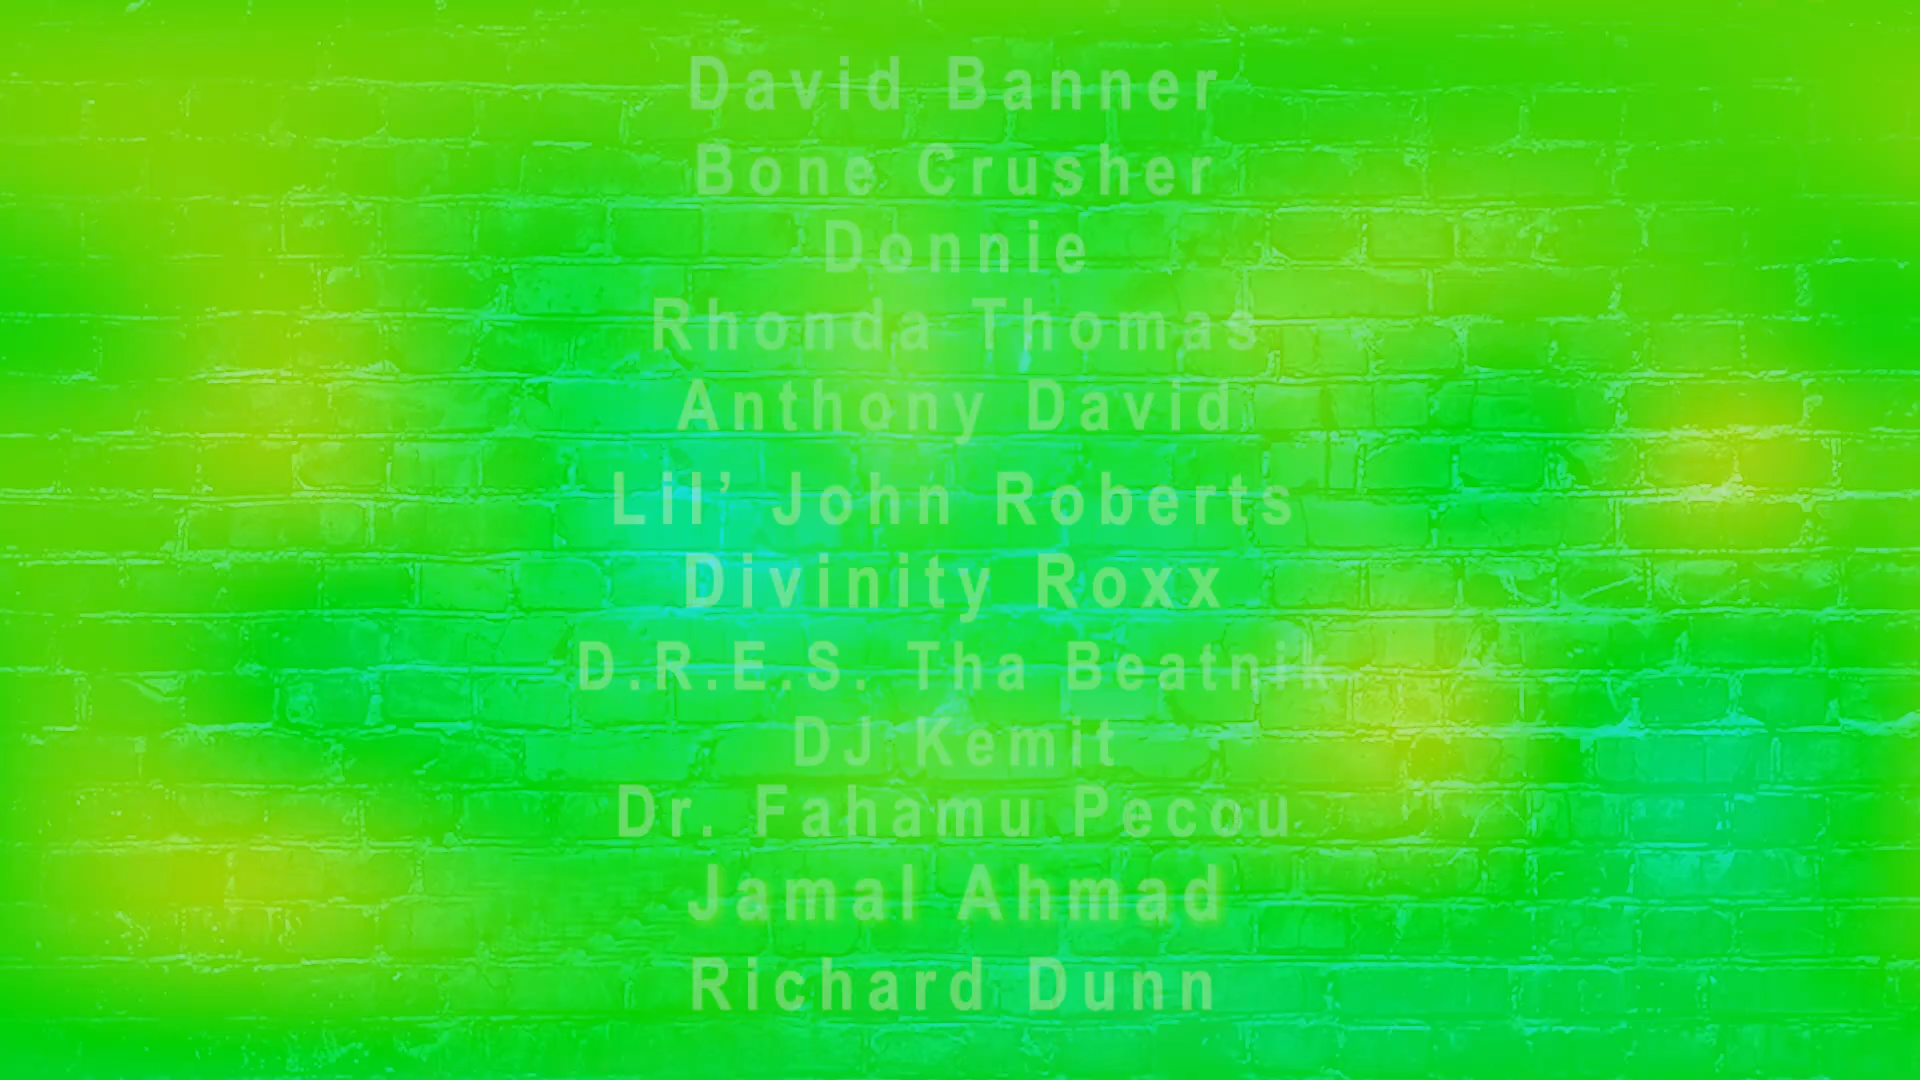 David Banner
Bone Crusher
Donnie
Rhonda Thomas
Anthony David
Lil’ John Roberts
Divinity Roxx
D.R.E.S. Tha Beatnik
DJ Kemit
Dr. Fahamu Pecou
Jamal Ahmad
Richard Dunn